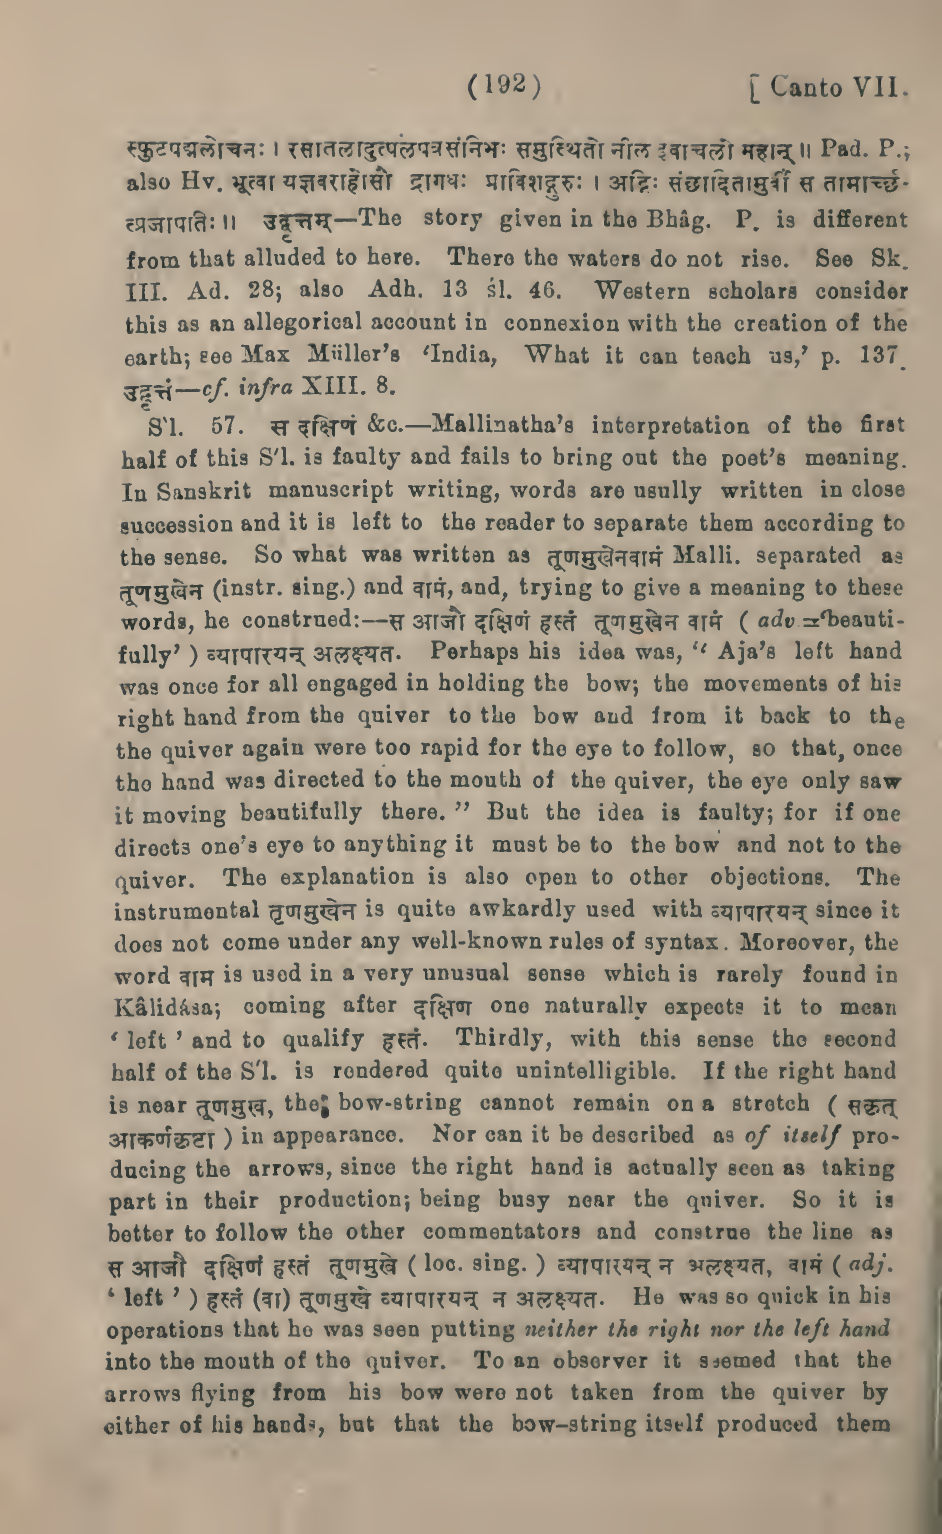 (192) [ Canto VII.
स्फुटपद्मलोचनः । रसातलादुत्पलपत्रसंनिभः समुत्थितो नील इवाचलो महान् ॥ Pad. P.;
also Hv. भूत्वा यज्ञवराहोसौ द्रागधः प्राविशद्गुरुः । अद्भिः संछादितामुर्वीं स तामार्च्छ-
त्प्रजापतिः ॥ उद्वृत्तम्—The story given in the Bhâg. P. is different
from that alluded to here. There the waters do not rise. See Sk.
III. Ad. 28; also Adh. 13 śl. 46. Western scholars consider
this as an allegorical account in connexion with the creation of the
earth; see Max Müller's 'India, What it can teach us,' p. 137.
उद्वृत्तं—cf. infra XIII. 8.
S'l. 57. स दक्षिणं &c.—Mallinatha's interpretation of the first
half of this S'l. is faulty and fails to bring out the poet's meaning.
In Sanskrit manuscript writing, words are usully written in close
succession and it is left to the reader to separate them according to
the sense. So what was written as तूणमुखेनवामं Malli. separated as
तूणमुखेन (instr. sing.) and वामं, and, trying to give a meaning to these
words, he construed:--स आजौ दक्षिणं हस्तं तूणमुखेन वामं ( adv = 'beauti-
fully' ) व्यापारयन् अलक्ष्यत. Perhaps his idea was, " Aja's left hand
was once for all engaged in holding the bow; the movements of his
right hand from the quiver to the bow and from it back to the
the quiver again were too rapid for the eye to follow, so that, once
the hand was directed to the mouth of the quiver, the eye only saw
it moving beautifully there. " But the idea is faulty; for if one
directs one's eye to anything it must be to the bow and not to the
quiver. The explanation is also open to other objections. The
instrumental तूणमुखेन is quite awkardly used with व्यापारयन् since it
does not come under any well-known rules of syntax. Moreover, the
word वाम is used in a very unusual sense which is rarely found in
Kâlidása; coming after दक्षिण one naturally expects it to mean
' left ' and to qualify हस्तं. Thirdly, with this sense the second
half of the S'l. is rendered quite unintelligible. If the right hand
is near तूणमुख, the bow-string cannot remain on a stretch ( सकृत्
आकर्णकृष्टा ) in appearance. Nor can it be described as of itself pro-
ducing the arrows, since the right hand is actually seen as taking
part in their production; being busy near the quiver. So it is
better to follow the other commentators and construe the line as
स आजौ दक्षिणं हस्तं तूणमुखे ( loc. sing. ) व्यापारयन् न अलक्ष्यत, वामं ( adj.
' left ' ) हस्तं (वा) तूणमुखे व्यापारयन् न अलक्ष्यत. He was so quick in his
operations that he was seen putting neither the right nor the left hand
into the mouth of the quiver. To an observer it seemed that the
arrows flying from his bow were not taken from the quiver by
either of his hands, but that the bow-string itself produced them